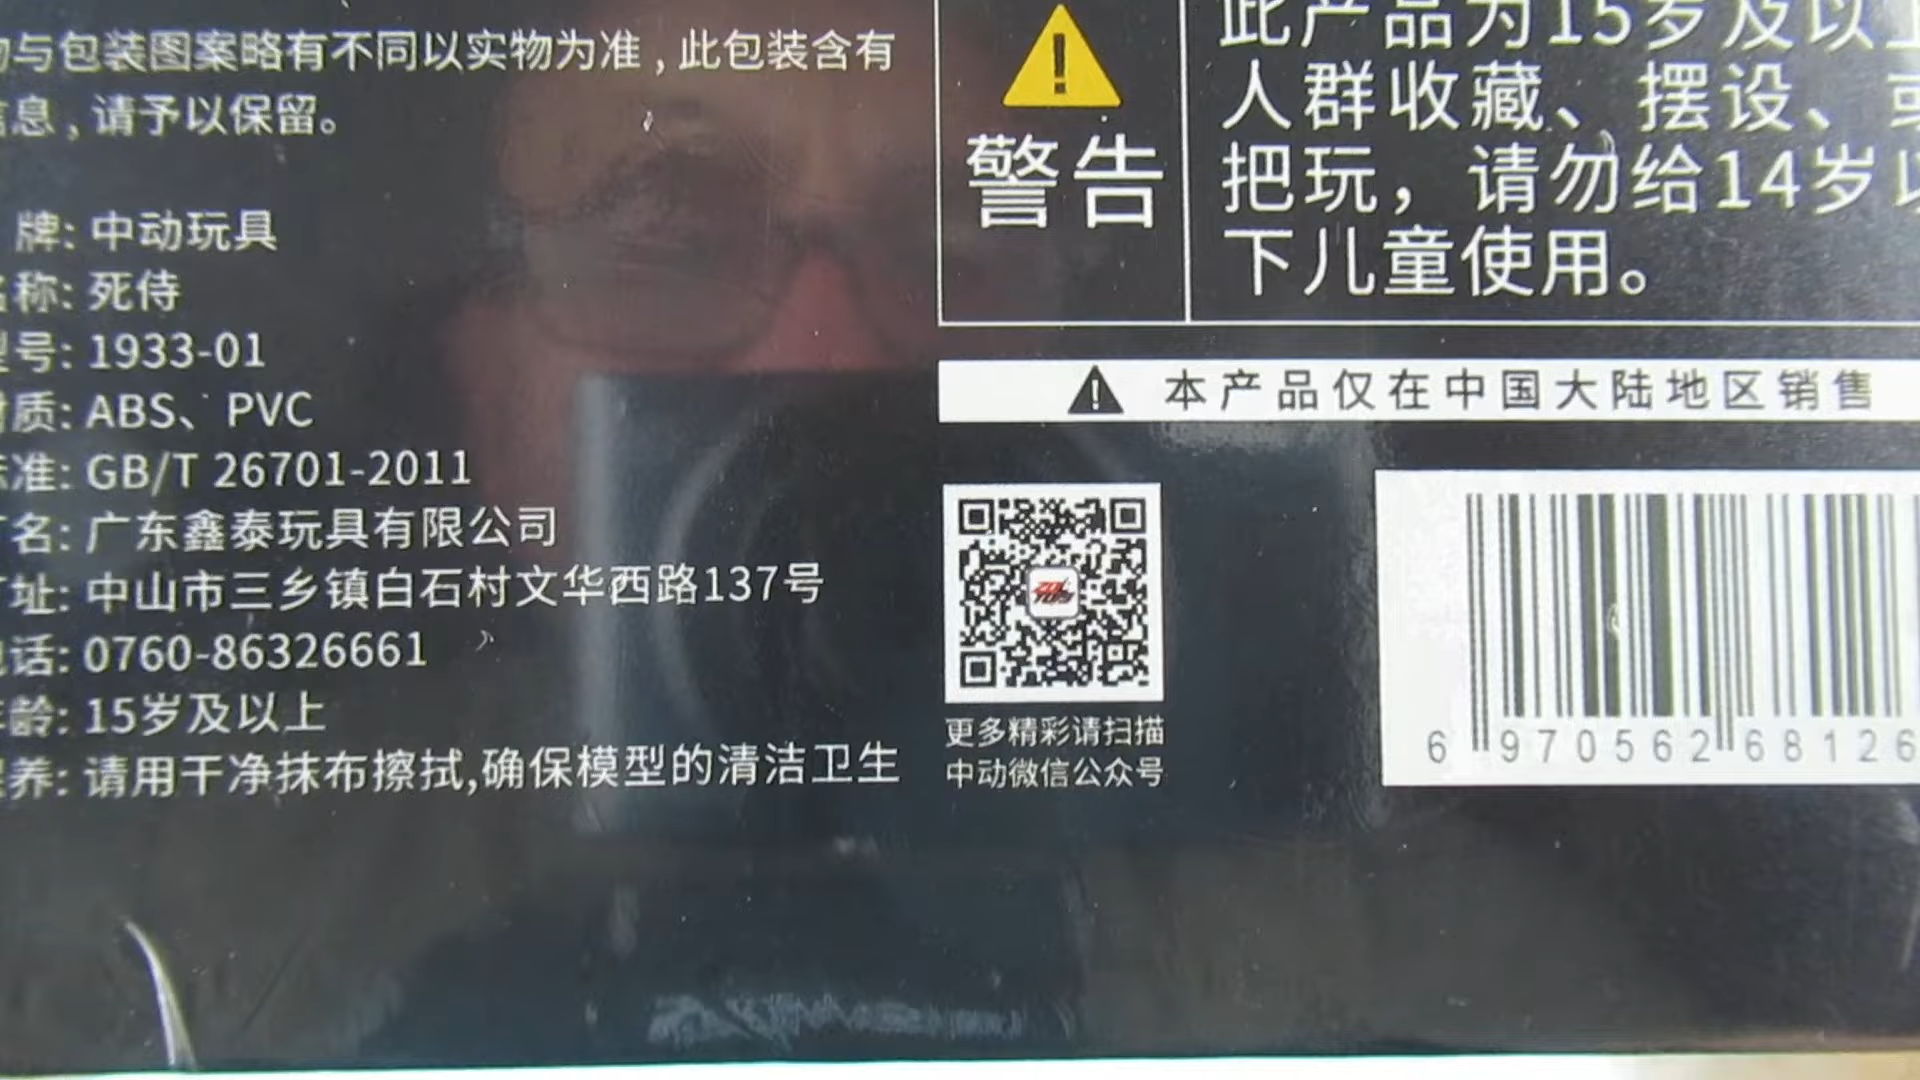 与包装图案略有不同以实物为准，此包装含有
息，请予以保留。
牌: 中动玩具
称: 死侍
号: 1933-01
质: ABS、PVC
准: GB/T 26701-2011
名: 广东鑫泰玩具有限公司
址: 中山市三乡镇白石村文华西路137号
话: 0760-86326661
龄: 15岁及以上
养: 请用干净抹布擦拭,确保模型的清洁卫生
警告
此产品为15岁及以上
人群收藏、摆设、或
把玩，请勿给14岁以
下儿童使用。
本产品仅在中国大陆地区销售
更多精彩请扫描
中动微信公众号
6 970562 68126